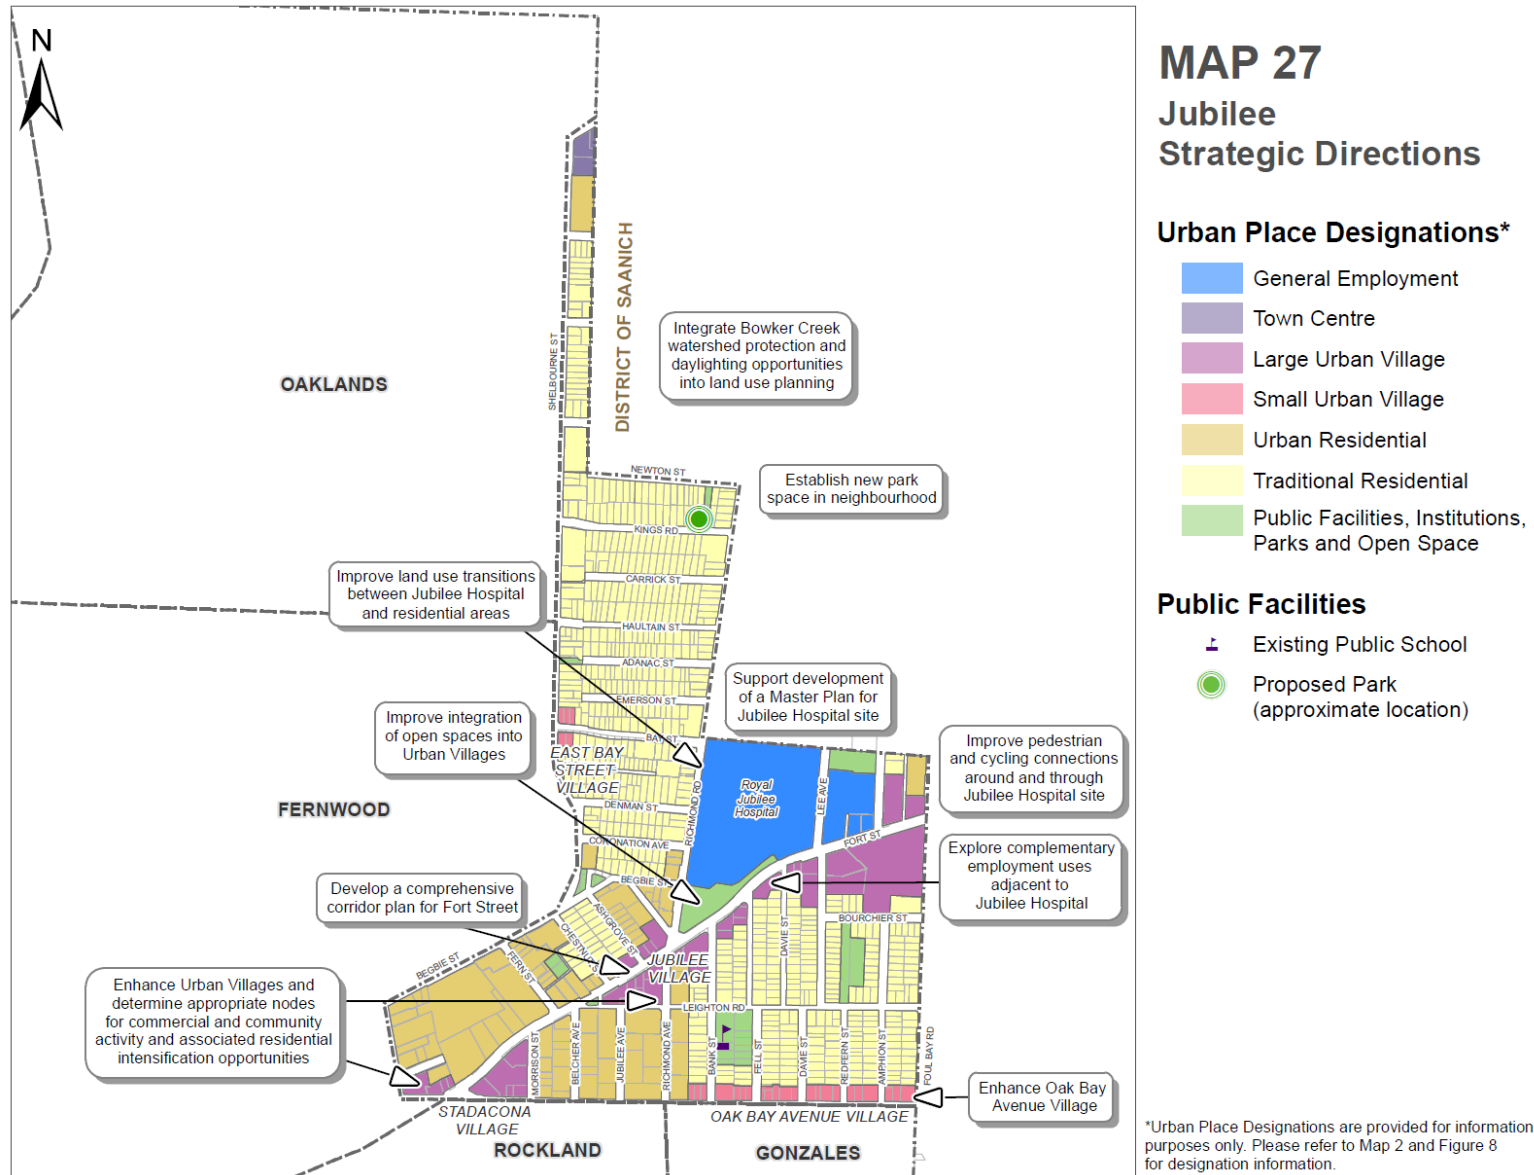 MAP 27
Jubilee
Strategic Directions
Urban Place Designations*
General Employment
Town Centre
Large Urban Village
Small Urban Village
Urban Residential
Traditional Residential
Public Facilities, Institutions,
Parks and Open Space
Public Facilities
Existing Public School
Proposed Park
(approximate location)
*Urban Place Designations are provided for information
purposes only. Please refer to Map 2 and Figure 8
for designation information.
N
OAKLANDS
SHELBOURNE ST
DISTRICT OF SAANICH
Integrate Bowker Creek
watershed protection and
daylighting opportunities
into land use planning
NEWTON ST
Establish new park
space in neighbourhood
KINGS RD
CARRICK ST
Improve land use transitions
between Jubilee Hospital
and residential areas
HAULTAIN ST
ADANAC ST
EMERSON ST
Support development
of a Master Plan for
Jubilee Hospital site
Improve integration
of open spaces into
Urban Villages
BAY ST
EAST BAY
STREET
VILLAGE
Improve pedestrian
and cycling connections
around and through
Jubilee Hospital site
Royal
Jubilee
Hospital
RICHMOND RD
LEE AVE
FERNWOOD
DENMAN ST
CORONATION AVE
FORT ST
Explore complementary
employment uses
adjacent to
Jubilee Hospital
BEGBIE ST
Develop a comprehensive
corridor plan for Fort Street
ASHGROVE ST
CHESTNUT S
DAVIE ST
BOURCHIER ST
BEGBIE ST
FERN ST
JUBILEE
VILLAGE
Enhance Urban Villages and
determine appropriate nodes
for commercial and community
activity and associated residential
intensification opportunities
LEIGHTON RD
MORRISON ST
BELCHER AVE
JUBILEE AVE
RICHMOND AVE
BANK ST
FELL ST
DAVIE ST
REDFERN ST
AMPHION ST
FOUL BAY RD
Enhance Oak Bay
Avenue Village
STADACONA
VILLAGE
OAK BAY AVENUE VILLAGE
ROCKLAND
GONZALES